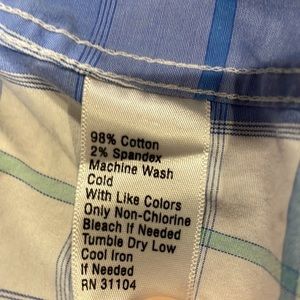 98% Cotton
2% Spandex
Machine Wash
Cold
With Like Colors
Only Non-Chlorine
Bleach If Needed
Tumble Dry Low
Cool Iron
If Needed
RN 31104